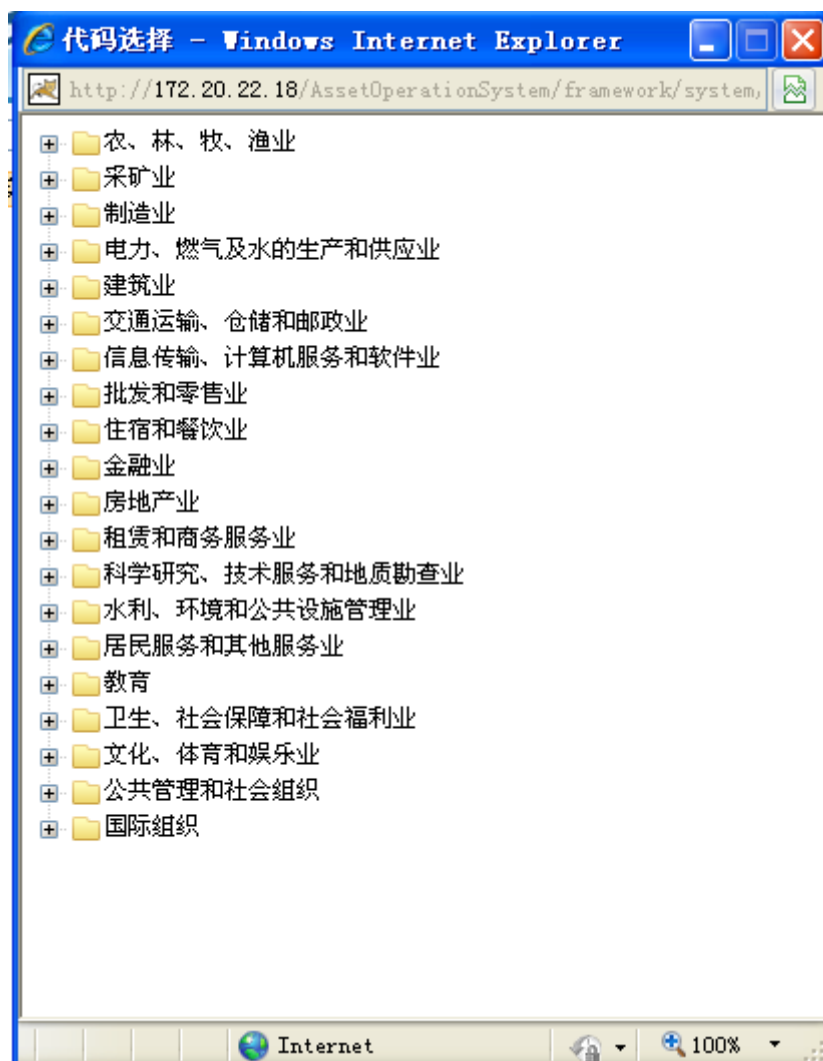 代码选择 - Windows Internet Explorer
http://172.20.22.18/AssetOperationSystem/framework/system,
农、林、牧、渔业
采矿业
制造业
电力、燃气及水的生产和供应业
建筑业
交通运输、仓储和邮政业
信息传输、计算机服务和软件业
批发和零售业
住宿和餐饮业
金融业
房地产业
租赁和商务服务业
科学研究、技术服务和地质勘查业
水利、环境和公共设施管理业
居民服务和其他服务业
教育
卫生、社会保障和社会福利业
文化、体育和娱乐业
公共管理和社会组织
国际组织
Internet
100%